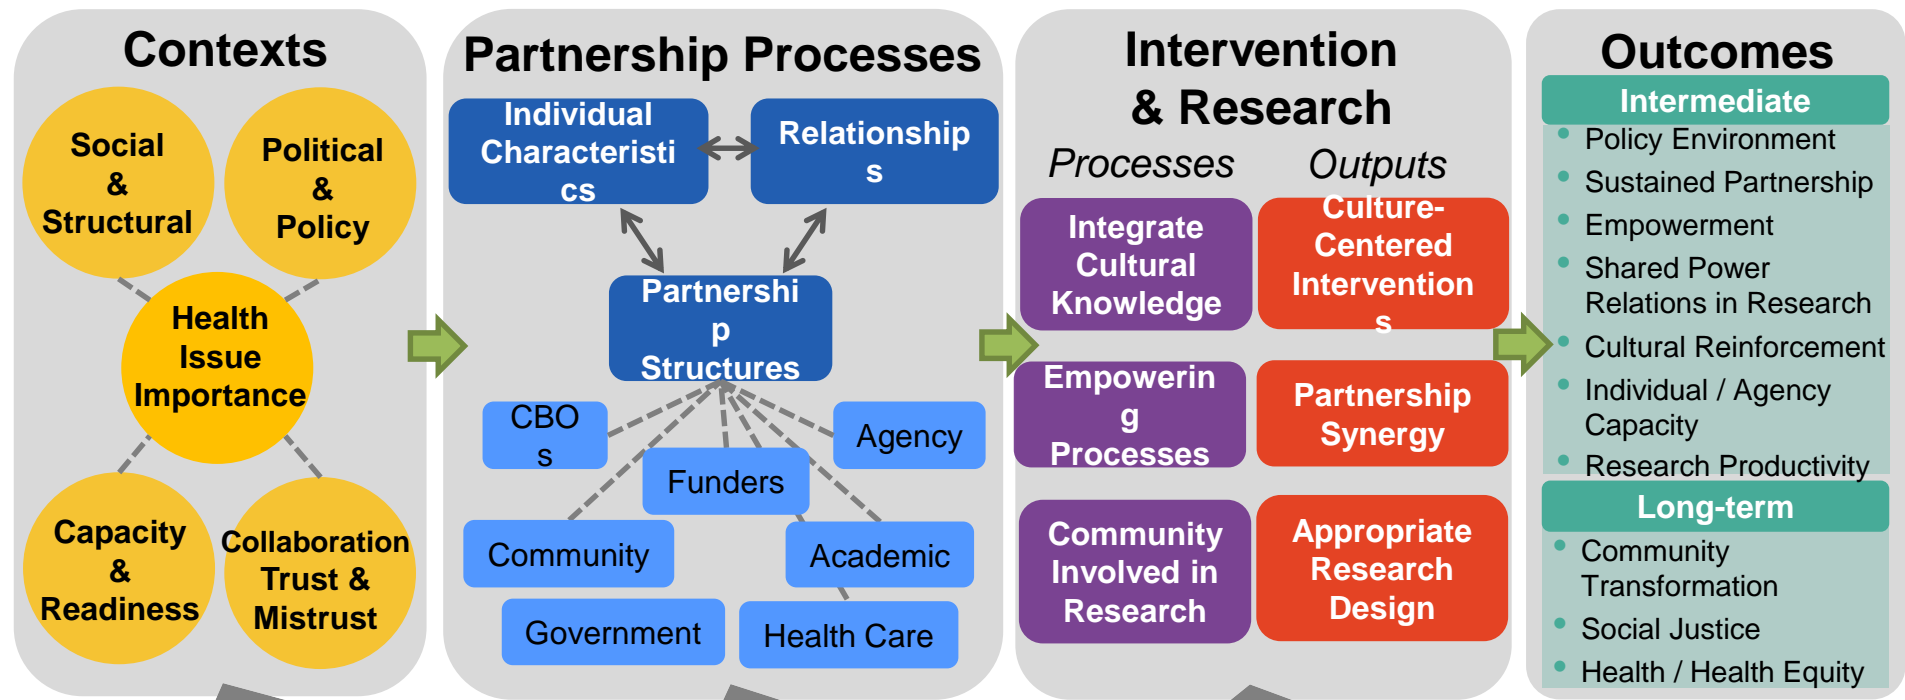 Contexts
Social
&
Structural
Political
&
Policy
Health
Issue
Importance
Capacity
&
Readiness
Collaboration
Trust &
Mistrust
Partnership Processes
Individual
Characteristi
cs
Relationship
s
Partnershi
p
Structures
CBO
s
Agency
Funders
Community
Academic
Government
Health Care
Intervention
& Research
Processes
Outputs
Integrate
Cultural
Knowledge
Culture-
Centered
Intervention
s
Empowerin
g
Processes
Partnership
Synergy
Community
Involved in
Research
Appropriate
Research
Design
Outcomes
Intermediate
• Policy Environment
• Sustained Partnership
• Empowerment
• Shared Power
Relations in Research
• Cultural Reinforcement
• Individual / Agency
Capacity
• Research Productivity
Long-term
• Community
Transformation
• Social Justice
• Health / Health Equity